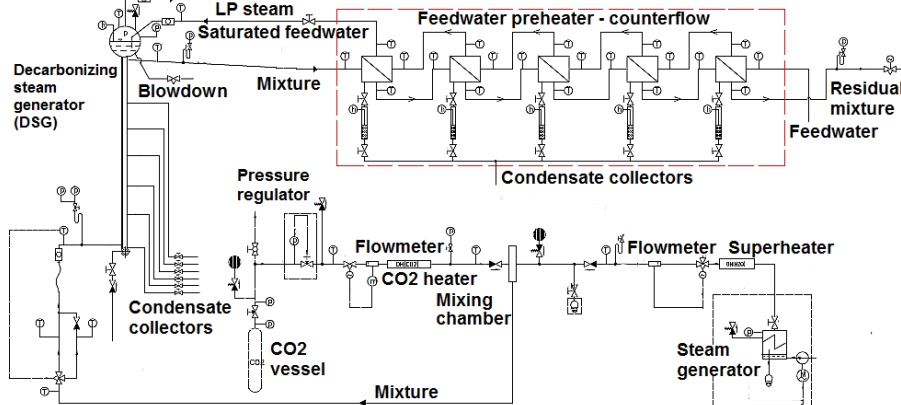 LP steam
Saturated feedwater
Feedwater preheater - counterflow
Decarbonizing
steam
generator
(DSG)
Blowdown
Mixture
Residual
mixture
Feedwater
Condensate collectors
Pressure
regulator
Flowmeter
CO2 heater
Mixing
chamber
Flowmeter
Superheater
Condensate
collectors
CO2
vessel
Steam
generator
Mixture